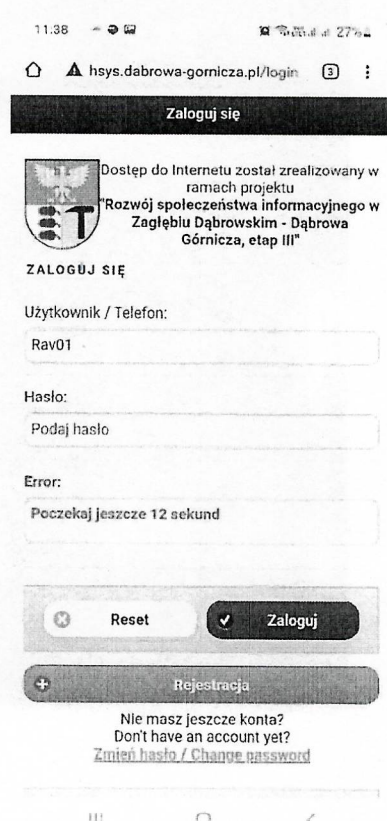 11.38
27%
hsys.dabrowa-gornicza.pl/login
3
Zaloguj się
Dostęp do Internetu został zrealizowany w
ramach projektu
"Rozwój społeczeństwa informacyjnego w
Zagłębiu Dąbrowskim - Dąbrowa
Górnicza, etap III"
ZALOGUJ SIĘ
Użytkownik / Telefon:
Rav01
Hasło:
Podaj hasło
Error:
Poczekaj jeszcze 12 sekund
Reset
Zaloguj
Rejestracja
Nie masz jeszcze konta?
Don't have an account yet?
Zmień hasło / Change password